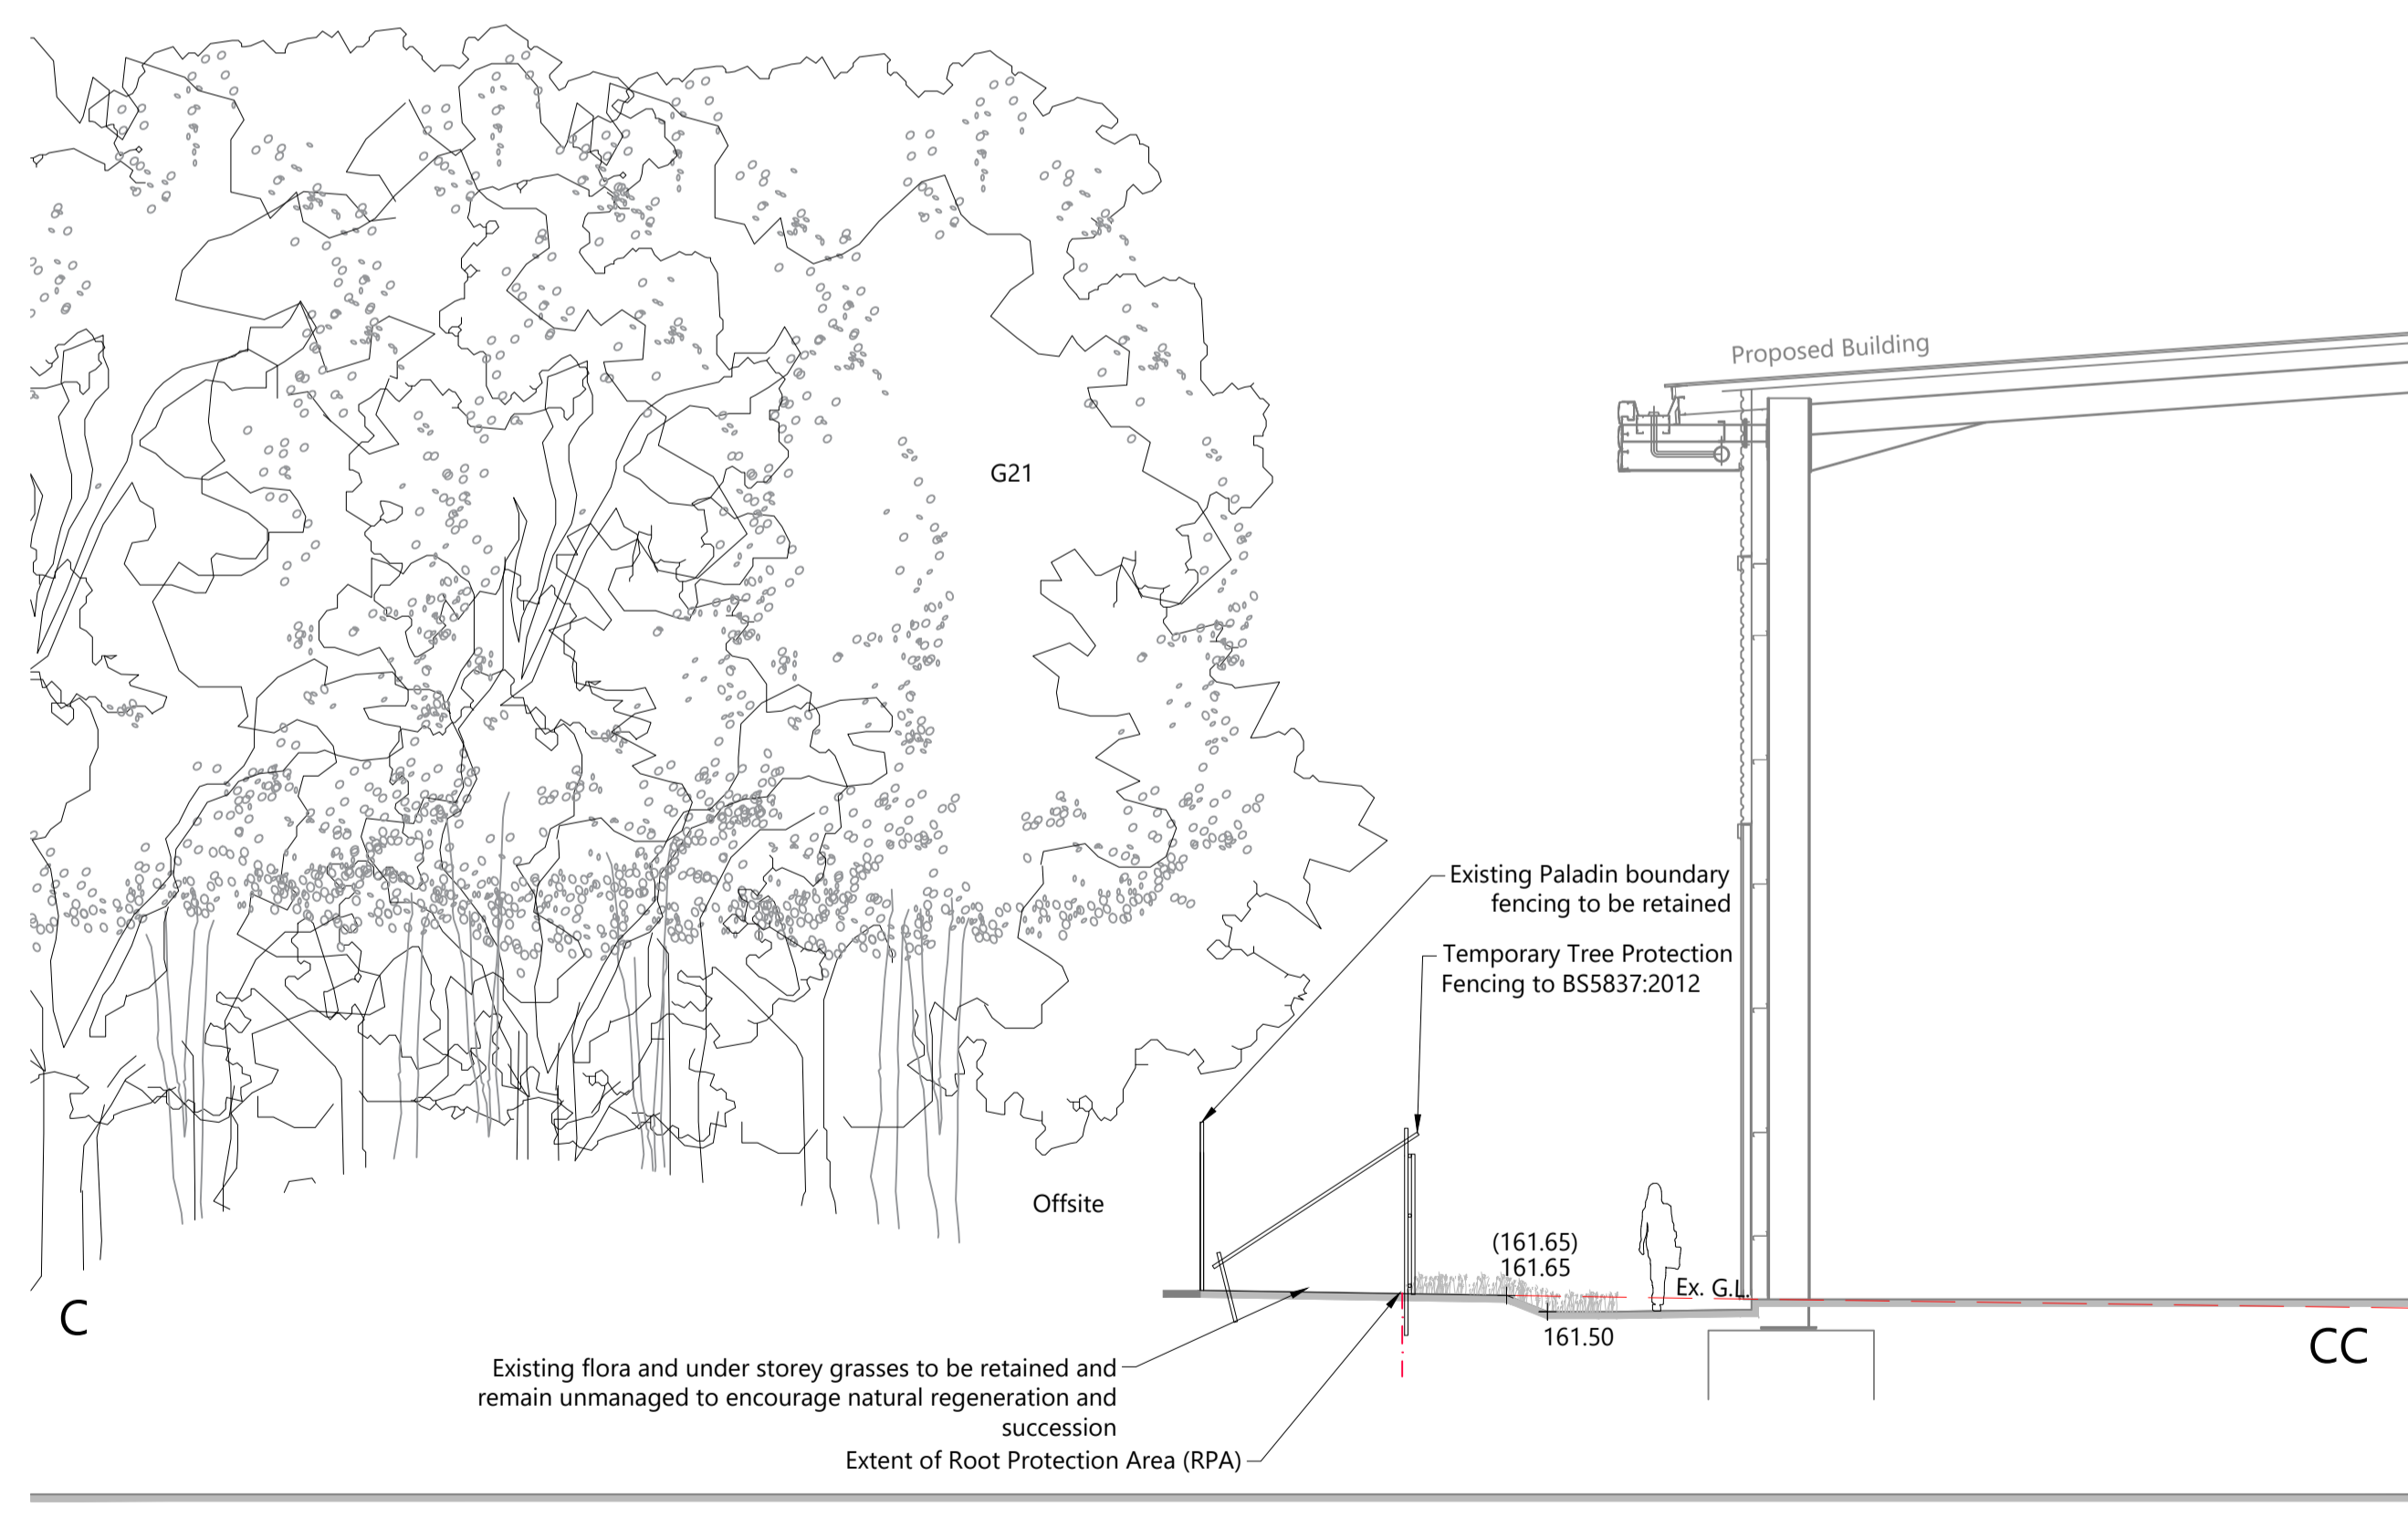 Proposed Building
G21
Existing Paladin boundary
fencing to be retained
Temporary Tree Protection
Fencing to BS5837:2012
Offsite
(161.65)
161.65
Ex. G.L.
161.50
C
CC
Existing flora and under storey grasses to be retained and
remain unmanaged to encourage natural regeneration and
succession
Extent of Root Protection Area (RPA)